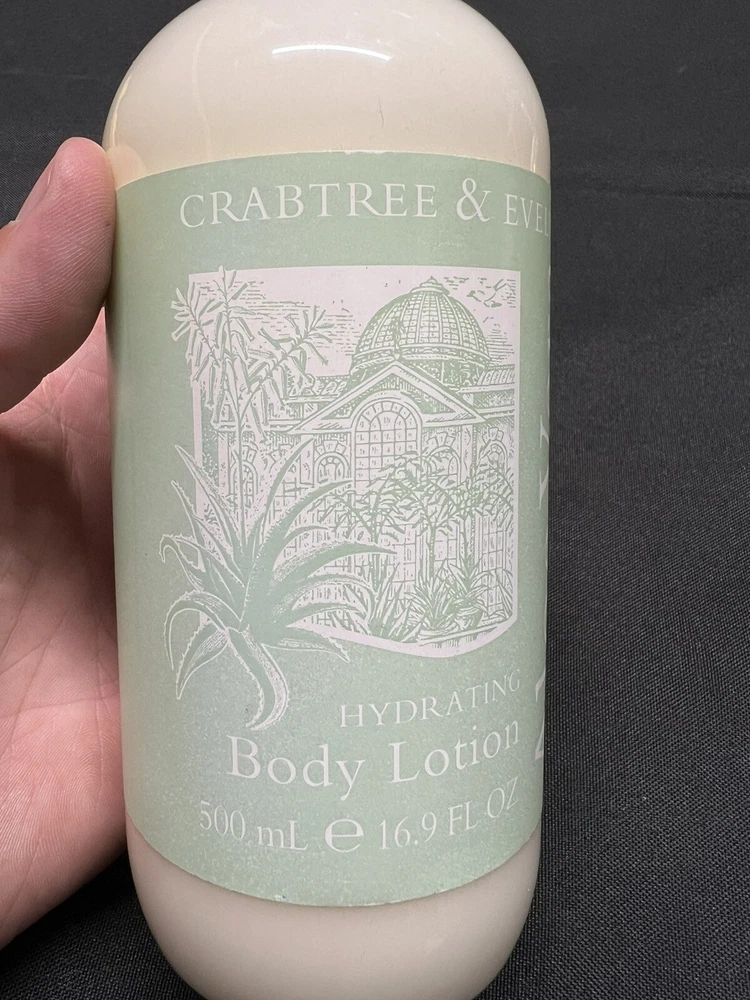 CRABTREE & EVEL
HYDRATING
Body Lotion
500 mL ℮ 16.9 FL OZ